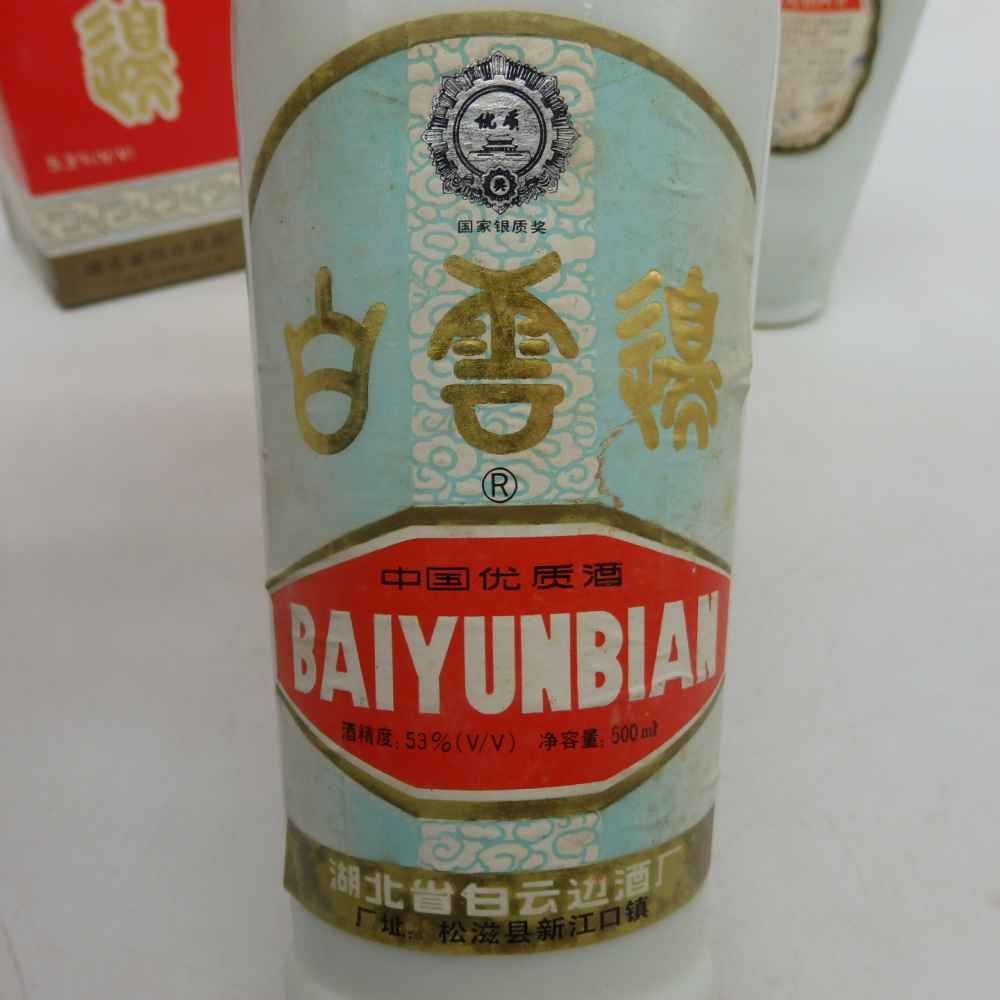 邊
53%(V/V)
优质
奖
国家银质奖
白雲邊
®
中国优质酒
BAIYUNBIAN
酒精度:53%(V/V) 净容量:500ml
湖北省白云边酒厂
厂址:松滋县新江口镇